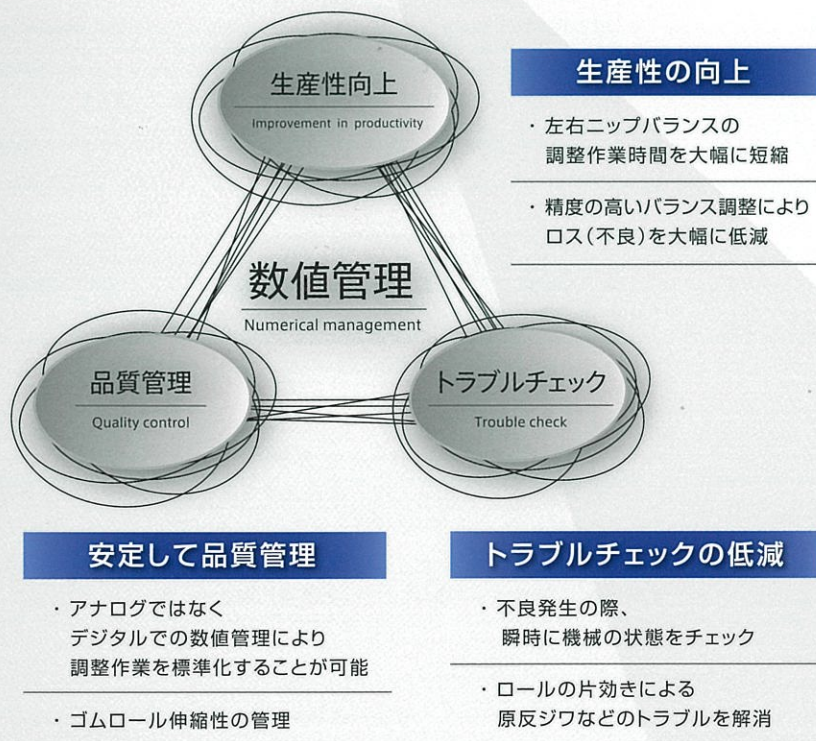 生産性向上
Improvement in productivity
数値管理
Numerical management
品質管理
Quality control
トラブルチェック
Trouble check
生産性の向上
・左右ニップバランスの
調整作業時間を大幅に短縮
・精度の高いバランス調整により
ロス(不良)を大幅に低減
安定して品質管理
・アナログではなく
デジタルでの数値管理により
調整作業を標準化することが可能
・ゴムロール伸縮性の管理
トラブルチェックの低減
・不良発生の際、
瞬時に機械の状態をチェック
・ロールの片効きによる
原反ジワなどのトラブルを解消